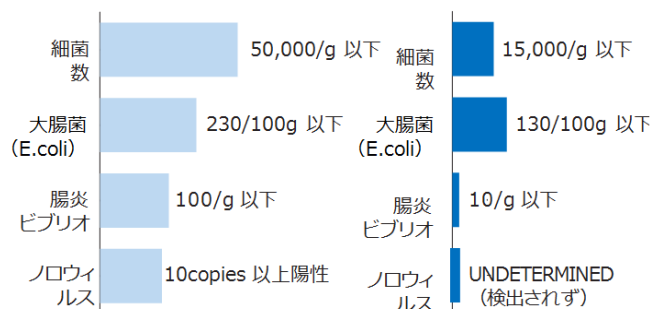 細菌
数
50,000/g 以下
大腸菌
(E.coli)
230/100g 以下
腸炎
ビブリオ
100/g 以下
ノロウィ
ルス
10copies 以上陽性
細菌
数
15,000/g 以下
大腸菌
(E.coli)
130/100g 以下
腸炎
ビブリオ
10/g 以下
ノロウィ
ルス
UNDETERMINED
（検出されず）